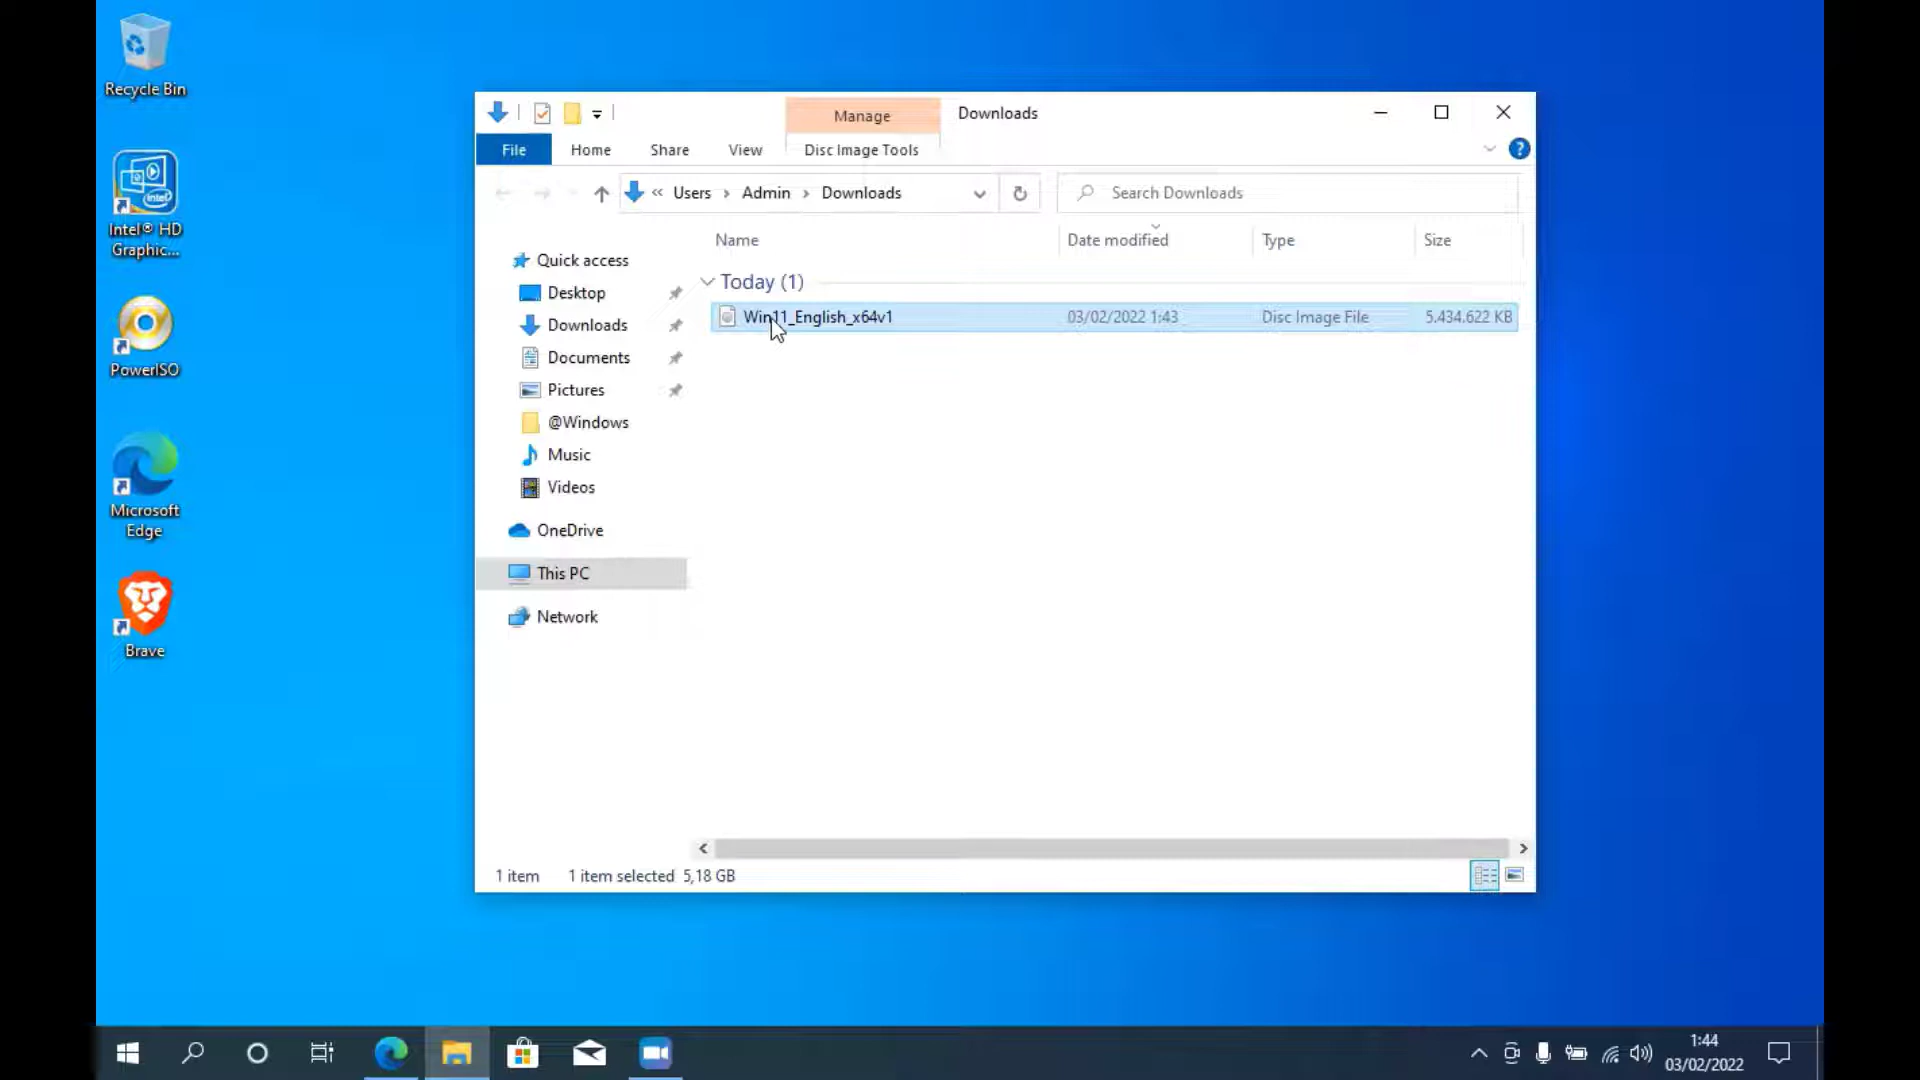 Recycle Bin
Intel® HD
Graphic...
PowerISO
Microsoft
Edge
Brave
Manage
Downloads
File
Home
Share
View
Disc Image Tools
« Users › Admin › Downloads
Search Downloads
Name
Date modified
Type
Size
Quick access
Desktop
Downloads
Documents
Pictures
@Windows
Music
Videos
OneDrive
This PC
Network
Today (1)
Win11_English_x64v1
03/02/2022 1:43
Disc Image File
5.434.622 KB
1 item
1 item selected 5,18 GB
1:44
03/02/2022